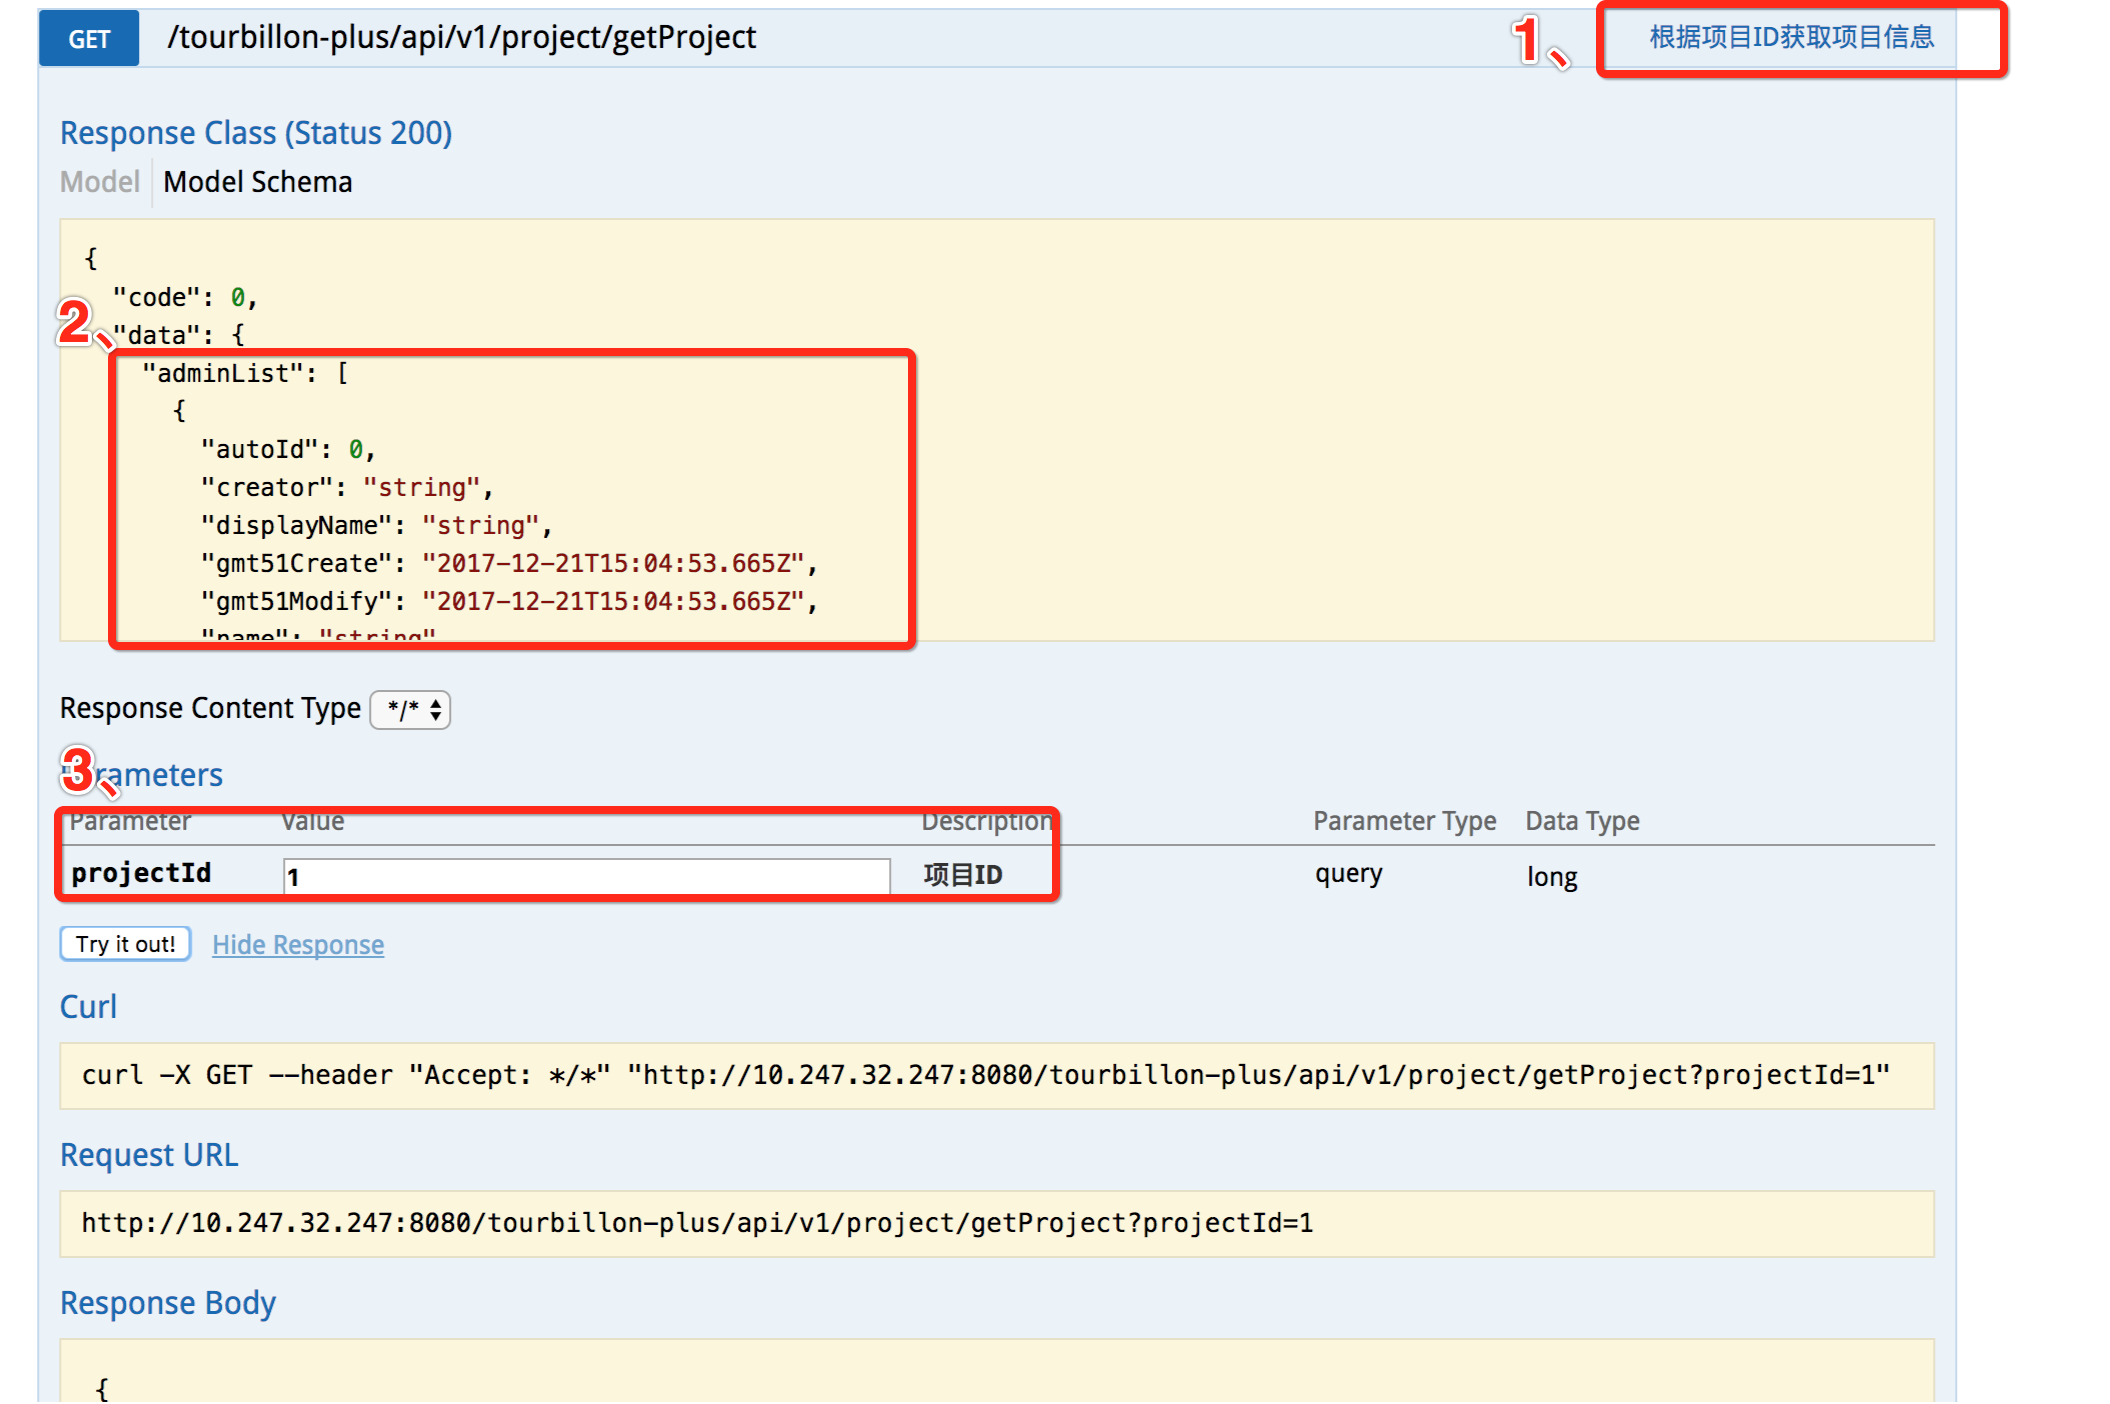 GET /tourbillon-plus/api/v1/project/getProject 1、 根据项目ID获取项目信息
Response Class (Status 200)
Model Model Schema
{
"code": 0,
2、
"data": {
"adminList": [
{
"autoId": 0,
"creator": "string",
"displayName": "string",
"gmt51Create": "2017-12-21T15:04:53.665Z",
"gmt51Modify": "2017-12-21T15:04:53.665Z",
"name": "string"
Response Content Type */*
3、
Parameters
Parameter Value Description Parameter Type Data Type
projectId 1 项目ID query long
Try it out! Hide Response
Curl
curl -X GET --header "Accept: */*" "http://10.247.32.247:8080/tourbillon-plus/api/v1/project/getProject?projectId=1"
Request URL
http://10.247.32.247:8080/tourbillon-plus/api/v1/project/getProject?projectId=1
Response Body
{